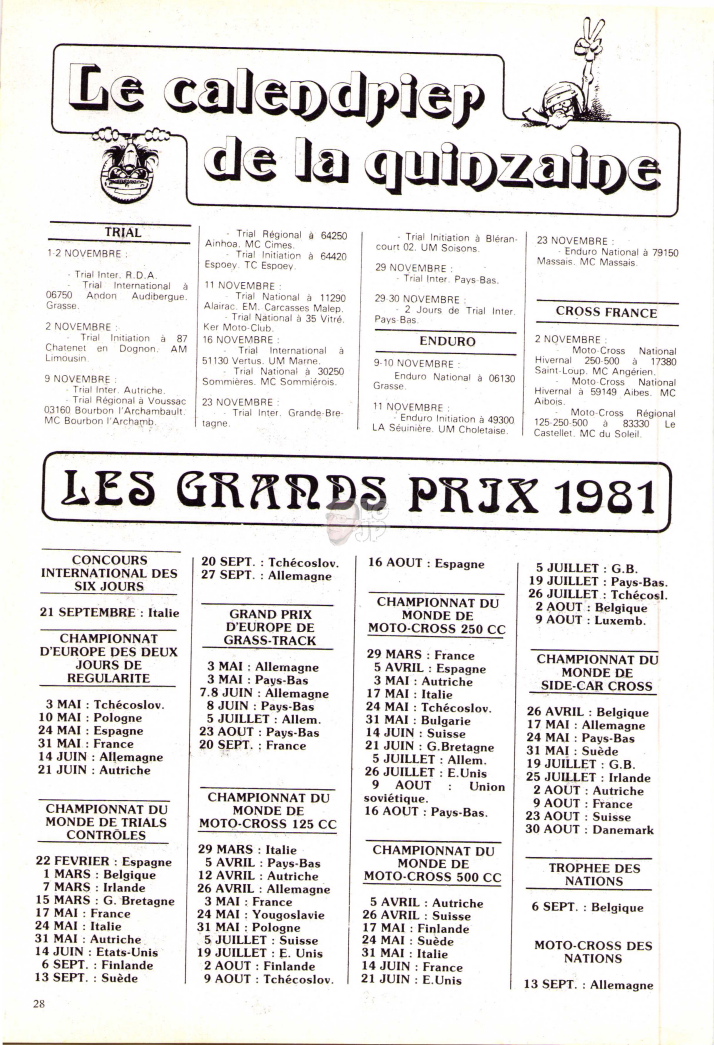 Le calendrier
de la quinzaine
TRIAL
1-2 NOVEMBRE :
- Trial Inter. R.D.A.
- Trial International à
06750 Andon Audibergue.
Grasse.
2 NOVEMBRE :
- Trial Initiation à 87
Chatenet en Dognon. AM
Limousin.
9 NOVEMBRE :
- Trial Inter. Autriche.
- Trial Régional à Voussac
03160 Bourbon l'Archambault.
MC Bourbon l'Archamb.
- Trial Régional à 64250
Ainhoa. MC Cimes.
- Trial Initiation à 64420
Espoey. TC Espoey.
11 NOVEMBRE :
- Trial National à 11290
Alairac. EM. Carcasses Malep.
- Trial National à 35 Vitré.
Ker Moto-Club.
16 NOVEMBRE :
Trial International à
51130 Vertus. UM Marne.
- Trial National à 30250
Sommières. MC Sommiérois.
23 NOVEMBRE :
- Trial Inter. Grande-Bre-
tagne.
- Trial Initiation à Bléran-
court 02. UM Soisons.
29 NOVEMBRE :
- Trial Inter. Pays-Bas.
29-30 NOVEMBRE :
- 2 Jours de Trial Inter.
Pays-Bas.
ENDURO
9-10 NOVEMBRE :
Enduro National à 06130
Grasse.
11 NOVEMBRE :
- Enduro Initiation à 49300
LA Séuinière. UM Choletaise.
23 NOVEMBRE :
- Enduro National à 79150
Massais. MC Massais.
CROSS FRANCE
2 NOVEMBRE :
- Moto-Cross National
Hivernal 250-500 à 17380
Saint-Loup. MC Angérien.
- Moto-Cross National
Hivernal à 59149 Aibes. MC
Aibois.
- Moto-Cross Régional
125-250-500 à 83330 Le
Castellet. MC du Soleil.
LES GRANDS PRIX 1981
CONCOURS
INTERNATIONAL DES
SIX JOURS
21 SEPTEMBRE : Italie
CHAMPIONNAT
D'EUROPE DES DEUX
JOURS DE
REGULARITE
3 MAI : Tchécoslov.
10 MAI : Pologne
24 MAI : Espagne
31 MAI : France
14 JUIN : Allemagne
21 JUIN : Autriche
CHAMPIONNAT DU
MONDE DE TRIALS
CONTRÔLES
22 FEVRIER : Espagne
1 MARS : Belgique
7 MARS : Irlande
15 MARS : G. Bretagne
17 MAI : France
24 MAI : Italie
31 MAI : Autriche
14 JUIN : Etats-Unis
6 SEPT. : Finlande
13 SEPT. : Suède
20 SEPT. : Tchécoslov.
27 SEPT. : Allemagne
GRAND PRIX
D'EUROPE DE
GRASS-TRACK
3 MAI : Allemagne
3 MAI : Pays-Bas
7.8 JUIN : Allemagne
8 JUIN : Pays-Bas
5 JUILLET : Allem.
23 AOUT : Pays-Bas
20 SEPT. : France
CHAMPIONNAT DU
MONDE DE
MOTO-CROSS 125 CC
29 MARS : Italie
5 AVRIL : Pays-Bas
12 AVRIL : Autriche
26 AVRIL : Allemagne
3 MAI : France
24 MAI : Yougoslavie
31 MAI : Pologne
5 JUILLET : Suisse
19 JUILLET : E. Unis
2 AOUT : Finlande
9 AOUT : Tchécoslov.
16 AOUT : Espagne
CHAMPIONNAT DU
MONDE DE
MOTO-CROSS 250 CC
29 MARS : France
5 AVRIL : Espagne
3 MAI : Autriche
17 MAI : Italie
24 MAI : Tchécoslov.
31 MAI : Bulgarie
14 JUIN : Suisse
21 JUIN : G.Bretagne
5 JUILLET : Allem.
26 JUILLET : E.Unis
9 AOUT : Union
soviétique.
16 AOUT : Pays-Bas.
CHAMPIONNAT DU
MONDE DE
MOTO-CROSS 500 CC
5 AVRIL : Autriche
26 AVRIL : Suisse
17 MAI : Finlande
24 MAI : Suède
31 MAI : Italie
14 JUIN : France
21 JUIN : E.Unis
5 JUILLET : G.B.
19 JUILLET : Pays-Bas.
26 JUILLET : Tchécosl.
2 AOUT : Belgique
9 AOUT : Luxemb.
CHAMPIONNAT DU
MONDE DE
SIDE-CAR CROSS
26 AVRIL : Belgique
17 MAI : Allemagne
24 MAI : Pays-Bas
31 MAI : Suède
19 JUILLET : G.B.
25 JUILLET : Irlande
2 AOUT : Autriche
9 AOUT : France
23 AOUT : Suisse
30 AOUT : Danemark
TROPHEE DES
NATIONS
6 SEPT. : Belgique
MOTO-CROSS DES
NATIONS
13 SEPT. : Allemagne
28